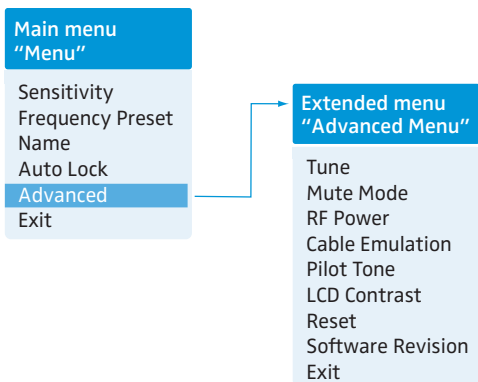 Main menu
“Menu”
Sensitivity
Frequency Preset
Name
Auto Lock
Advanced
Exit
Extended menu
“Advanced Menu”
Tune
Mute Mode
RF Power
Cable Emulation
Pilot Tone
LCD Contrast
Reset
Software Revision
Exit